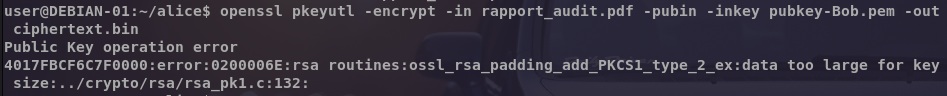 user@DEBIAN-01:~/alice$ openssl pkeyutl -encrypt -in rapport_audit.pdf -pubin -inkey pubkey-Bob.pem -out
 ciphertext.bin
Public Key operation error
4017FBCF6C7F0000:error:0200006E:rsa routines:ossl_rsa_padding_add_PKCS1_type_2_ex:data too large for key
 size:../crypto/rsa/rsa_pk1.c:132: